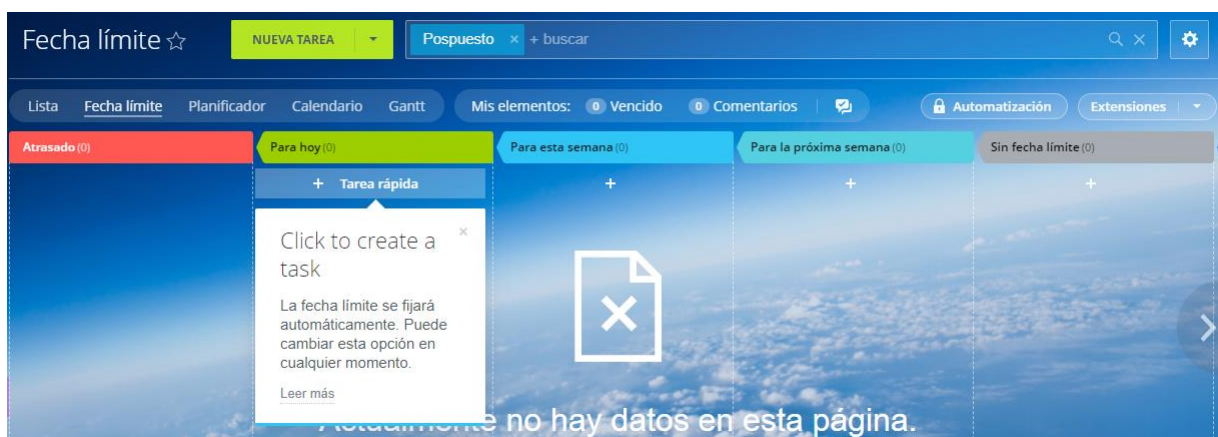 Fecha límite
NUEVA TAREA
Pospuesto × + buscar
Lista Fecha límite Planificador Calendario Gantt Mis elementos: 0 Vencido 0 Comentarios Automatización Extensiones
Atrasado (0) Para hoy (0) Para esta semana (0) Para la próxima semana (0) Sin fecha límite (0)
+ Tarea rápida + + +
Click to create a
task
La fecha límite se fijará
automáticamente. Puede
cambiar esta opción en
cualquier momento.
Leer más
Actualmente no hay datos en esta página.